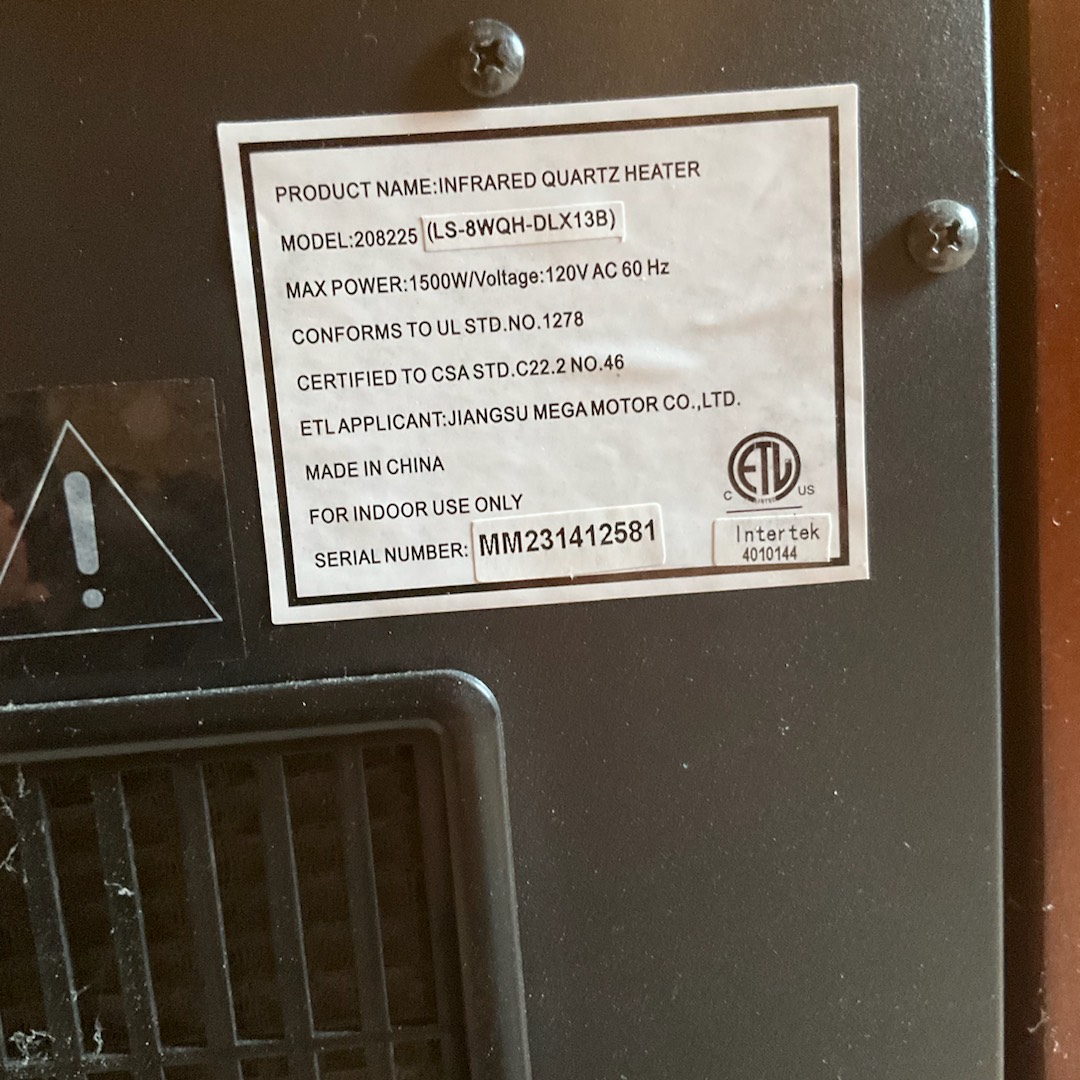 PRODUCT NAME:INFRARED QUARTZ HEATER
MODEL:208225 (LS-8WQH-DLX13B)
MAX POWER:1500W/Voltage:120V AC 60 Hz
CONFORMS TO UL STD.NO.1278
CERTIFIED TO CSA STD.C22.2 NO.46
ETL APPLICANT:JIANGSU MEGA MOTOR CO.,LTD.
MADE IN CHINA
FOR INDOOR USE ONLY
SERIAL NUMBER: MM231412581
ETL
C US
Intertek
4010144